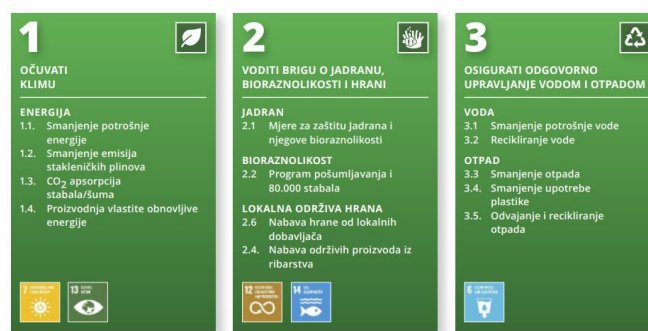 1
OČUVATI
KLIMU
ENERGIJA
1.1. Smanjenje potrošnje
energije
1.2. Smanjenje emisija
stakleničkih plinova
1.3. CO2 apsorpcija
stabala/šuma
1.4. Proizvodnja vlastite obnovljive
energije
7
13
2
VODITI BRIGU O JADRANU,
BIORAZNOLIKOSTI I HRANI
JADRAN
2.1 Mjere za zaštitu Jadrana i
njegove bioraznolikosti
BIORAZNOLIKOST
2.2 Program pošumljavanja i
80.000 stabala
LOKALNA ODRŽIVA HRANA
2.6 Nabava hrane od lokalnih
dobavljača
2.4. Nabava održivih proizvoda iz
ribarstva
12
14
3
OSIGURATI ODGOVORNO
UPRAVLJANJE VODOM I OTPADOM
VODA
3.1 Smanjenje potrošnje vode
3.2 Recikliranje vode
OTPAD
3.3 Smanjenje otpada
3.4. Smanjenje upotrebe
plastike
3.5. Odvajanje i recikliranje
otpada
6